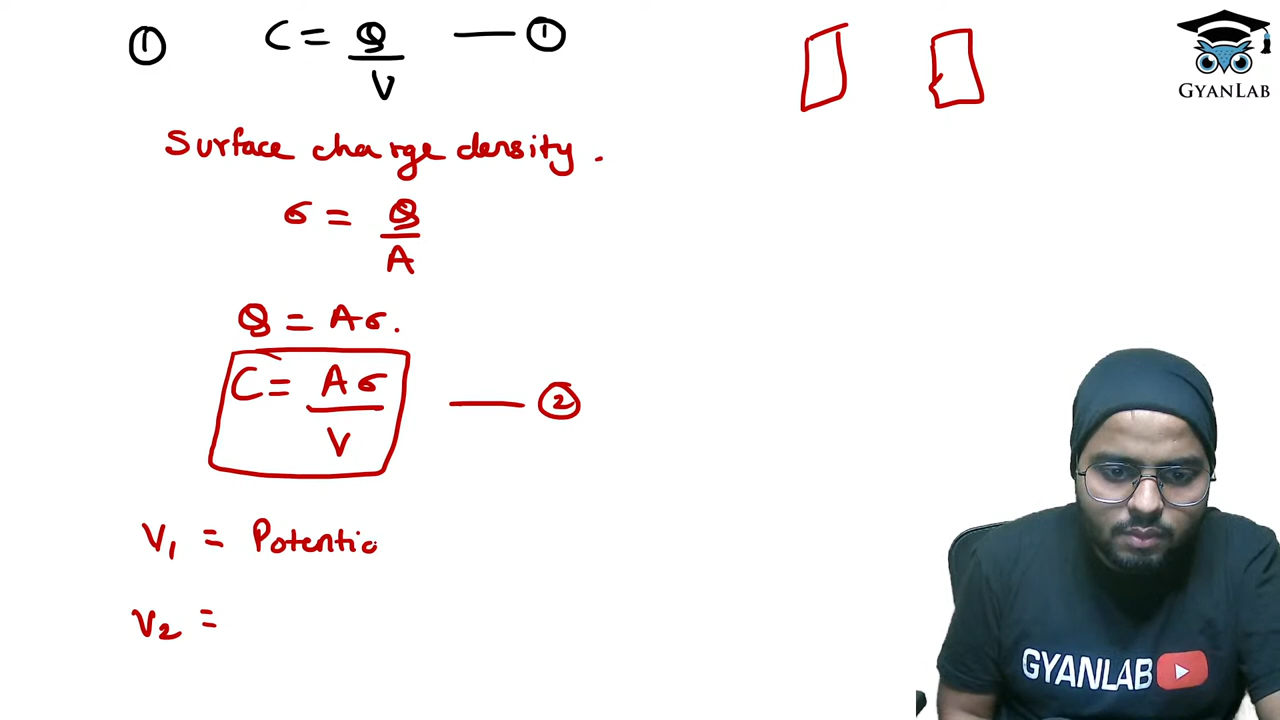 ① C = Q/V —— ①
Surface charge density.
σ = Q/A
Q = Aσ.
C = Aσ/V —— ②
V₁ = Potentia
V₂ =
GYANLAB
GYANLAB